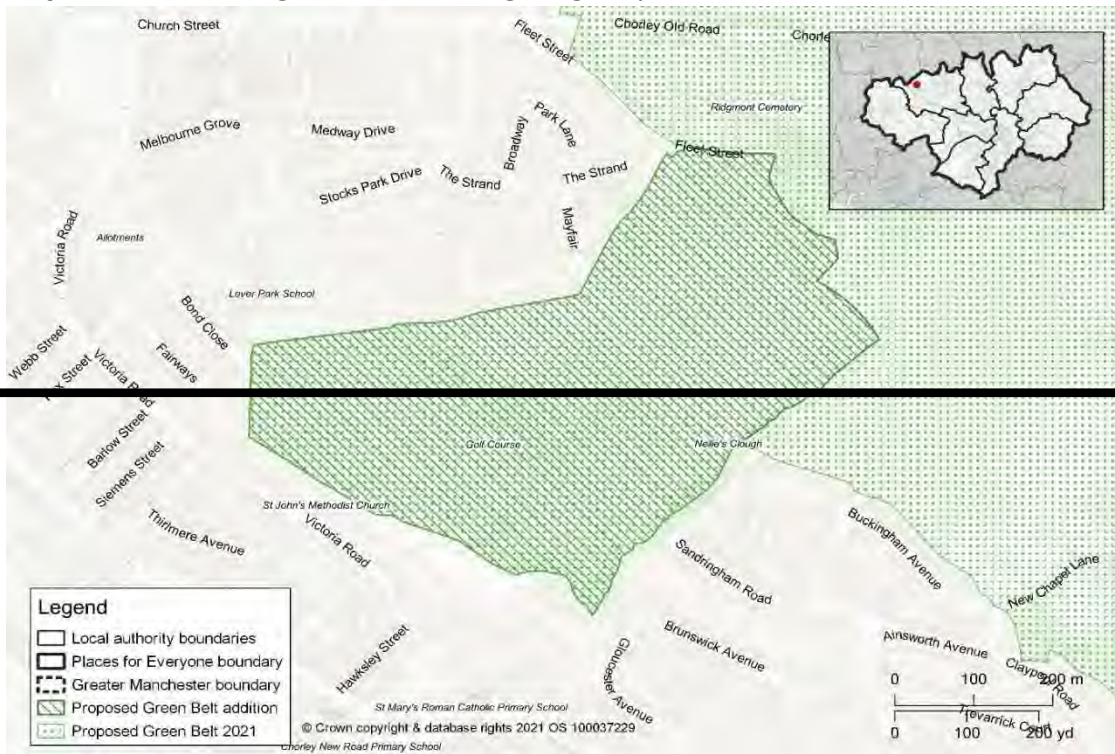 Church Street
Fleet Street
Chorley Old Road
Chorle
Ridgmont Cemetery
Park Lane
Melbourne Grove
Medway Drive
Broadway
Fleet Street
Stocks Park Drive
The Strand
The Strand
Mayfair
Victoria Road
Allotments
Lever Park School
Bond Close
Webb Street
Fairways
Victoria Road
Street
Barlow Street
Golf Course
Nellie's Clough
Siemens Street
St John's Methodist Church
Thirlmere Avenue
Victoria Road
Buckingham Avenue
Sandringham Road
New Chapel Lane
Legend
Local authority boundaries
Places for Everyone boundary
Greater Manchester boundary
Proposed Green Belt addition
Proposed Green Belt 2021
Hawksley Street
Gloucester Avenue
Brunswick Avenue
Ainsworth Avenue
Claypool Road
0 100 200 m
0 100 200 yd
Trevarrick Court
St Mary's Roman Catholic Primary School
© Crown copyright & database rights 2021 OS 100037229
Chorley New Road Primary School